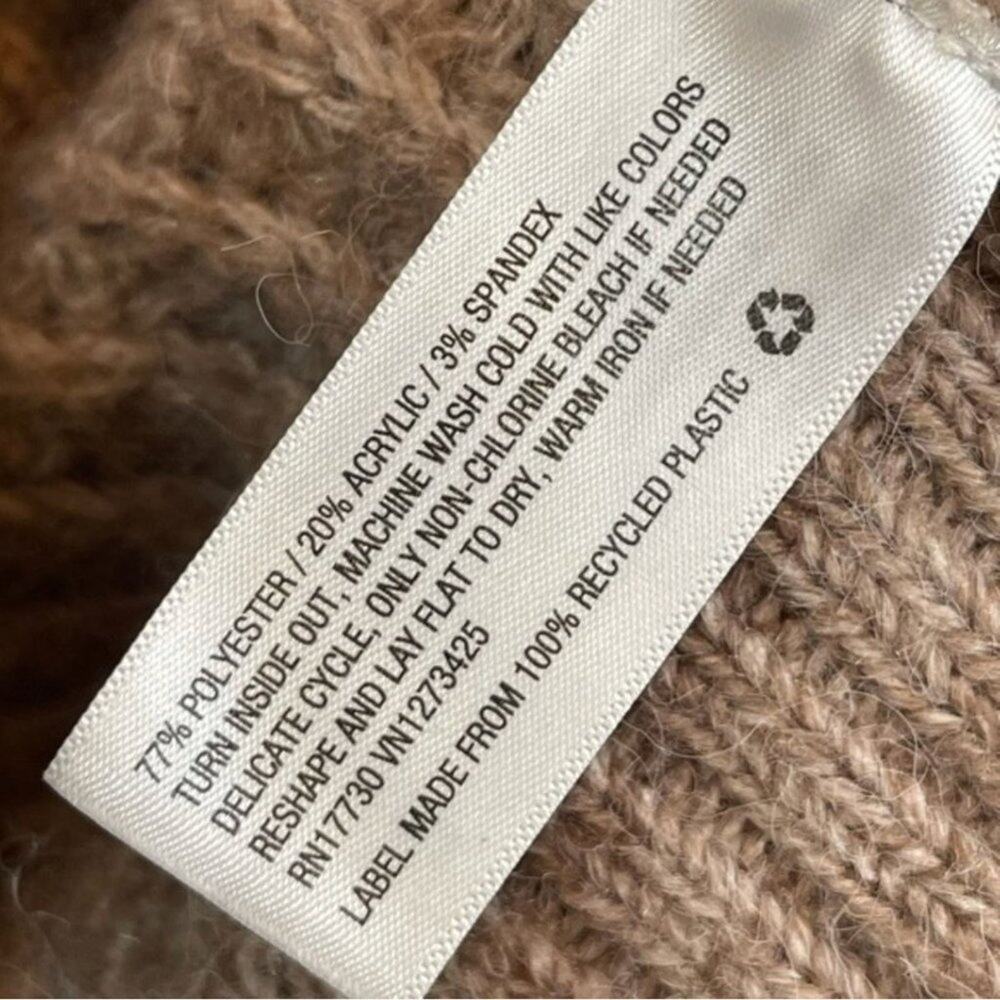 77% POLYESTER / 20% ACRYLIC / 3% SPANDEX
TURN INSIDE OUT, MACHINE WASH COLD WITH LIKE COLORS
DELICATE CYCLE, ONLY NON-CHLORINE BLEACH IF NEEDED
RESHAPE AND LAY FLAT TO DRY, WARM IRON IF NEEDED
RN17730 VN1273425
LABEL MADE FROM 100% RECYCLED PLASTIC